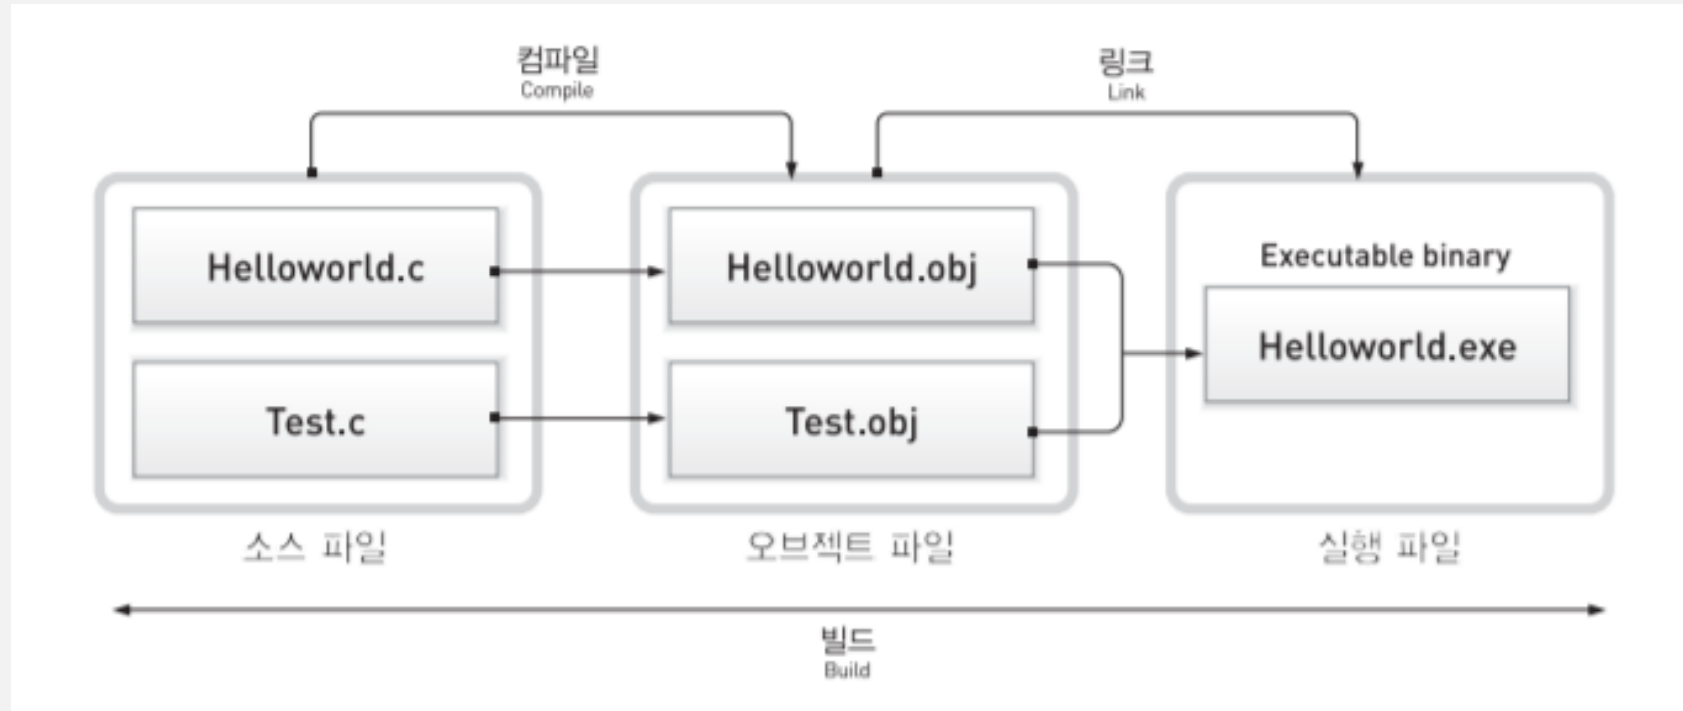 컴파일
Compile
링크
Link
Helloworld.c
Helloworld.obj
Executable binary
Helloworld.exe
Test.c
Test.obj
소스 파일
오브젝트 파일
실행 파일
빌드
Build